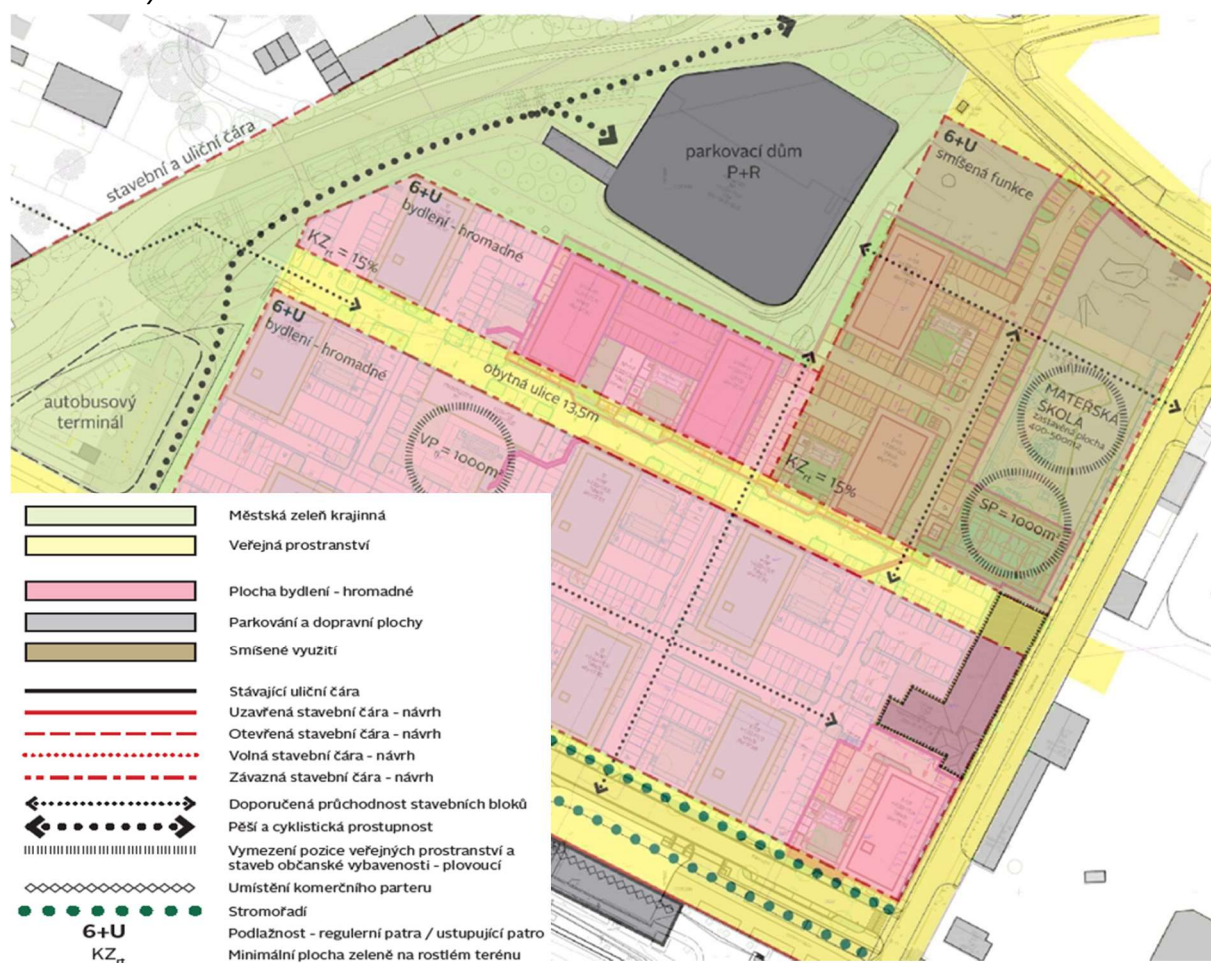 parkovací dům
P+R
6+U
smíšená funkce
stavební a uliční čára
6+U
bydlení - hromadné
KZrt = 15%
6+U
bydlení - hromadné
obytná ulice 13,5m
autobusový
terminál
VP = 1000m²
KZrt = 15%
MATEŘSKÁ
ŠKOLA
zastavěná plocha
400-500m2
SP = 1000m²
Městská zeleň krajinná
Veřejná prostranství
Plocha bydlení - hromadné
Parkování a dopravní plochy
Smíšené využití
Stávající uliční čára
Uzavřená stavební čára - návrh
Otevřená stavební čára - návrh
Volná stavební čára - návrh
Závazná stavební čára - návrh
Doporučená průchodnost stavebních bloků
Pěší a cyklistická prostupnost
Vymezení pozice veřejných prostranství a
staveb občanské vybavenosti - plovoucí
Umístění komerčního parteru
Stromořadí
6+U Podlažnost - regulerní patra / ustupující patro
KZrt Minimální plocha zeleně na rostlém terénu